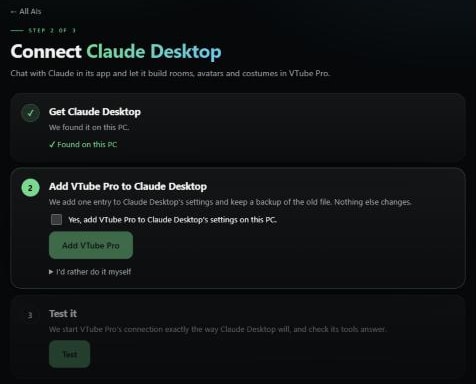 ← All Ais
STEP 2 OF 3
Connect Claude Desktop
Chat with Claude in its app and let it build rooms, avatars and costumes in VTube Pro.
✓
Get Claude Desktop
We found it on this PC.
✓ Found on this PC
2
Add VTube Pro to Claude Desktop
We add one entry to Claude Desktop's settings and keep a backup of the old file. Nothing else changes.
Yes, add VTube Pro to Claude Desktop's settings on this PC.
Add VTube Pro
▶ I'd rather do it myself
3
Test it
We start VTube Pro's connection exactly the way Claude Desktop will, and check its tools answer.
Test